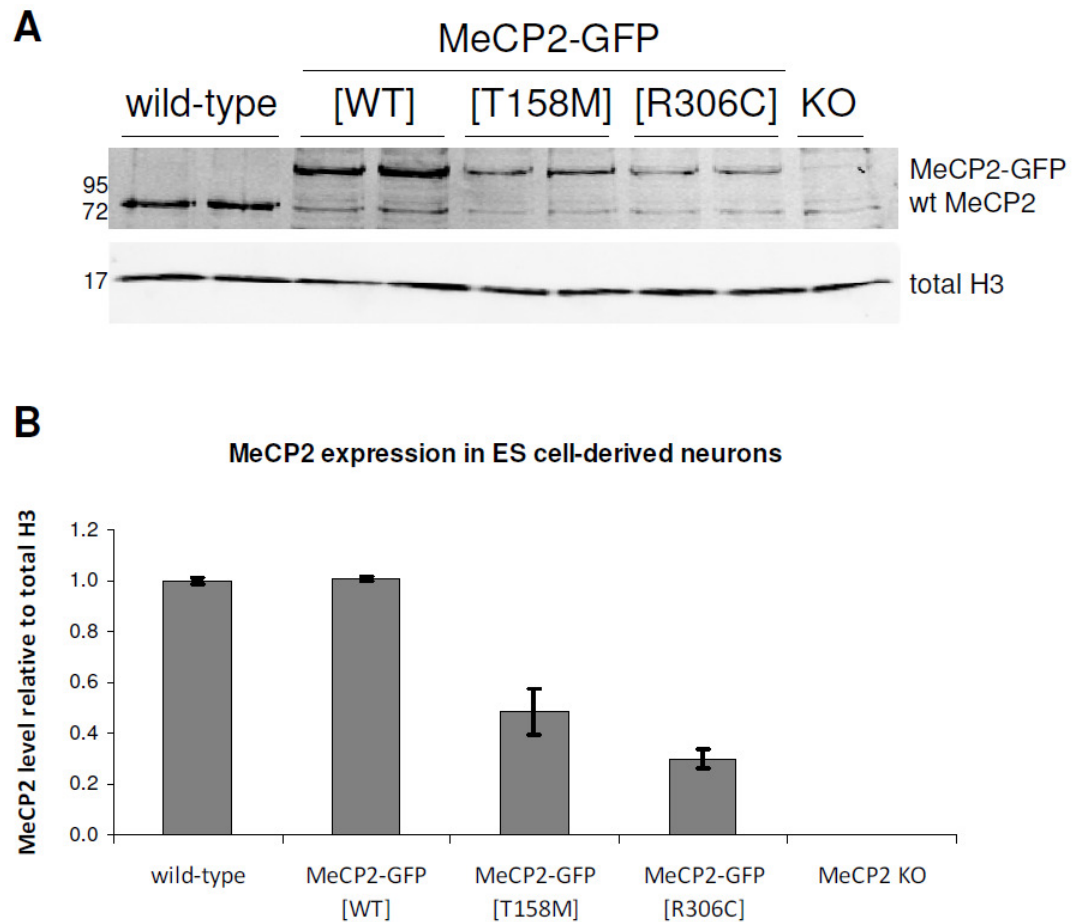 A
MeCP2-GFP
wild-type [WT] [T158M] [R306C] KO
95 MeCP2-GFP
72 wt MeCP2
17 total H3
B
MeCP2 expression in ES cell-derived neurons
MeCP2 level relative to total H3
1.2
1.0
0.8
0.6
0.4
0.2
0.0
wild-type MeCP2-GFP MeCP2-GFP MeCP2-GFP MeCP2 KO
[WT] [T158M] [R306C]